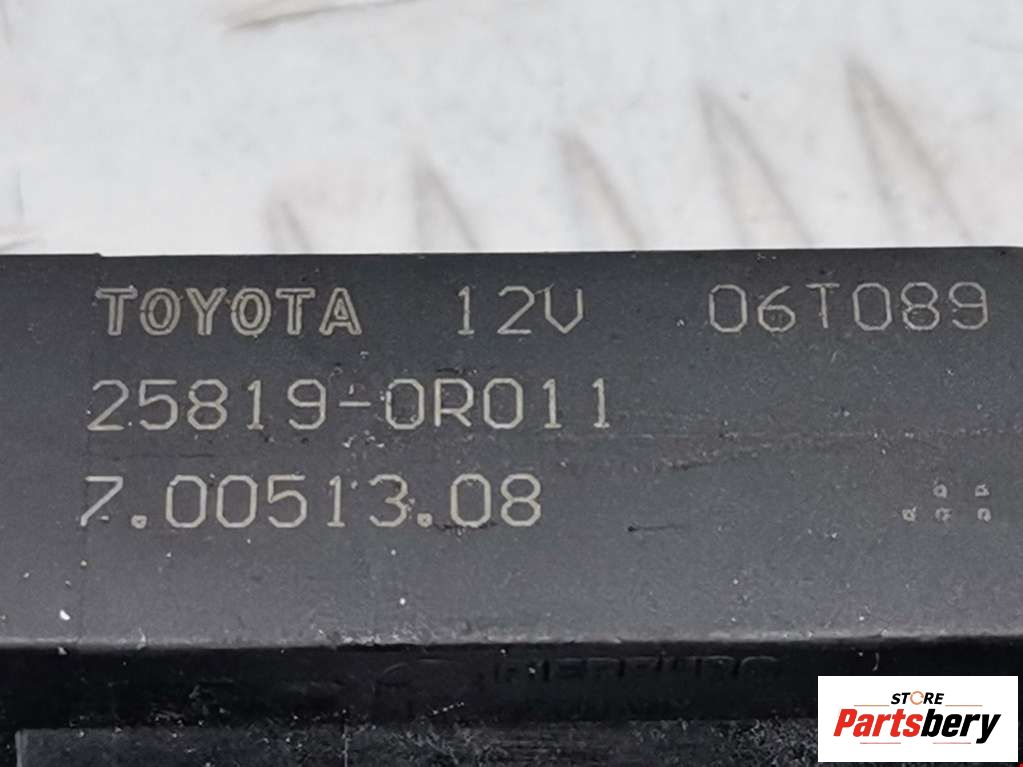 TOYOTA 12V 06T089
25819-0R011
7.00513.08
STORE
Partsbery